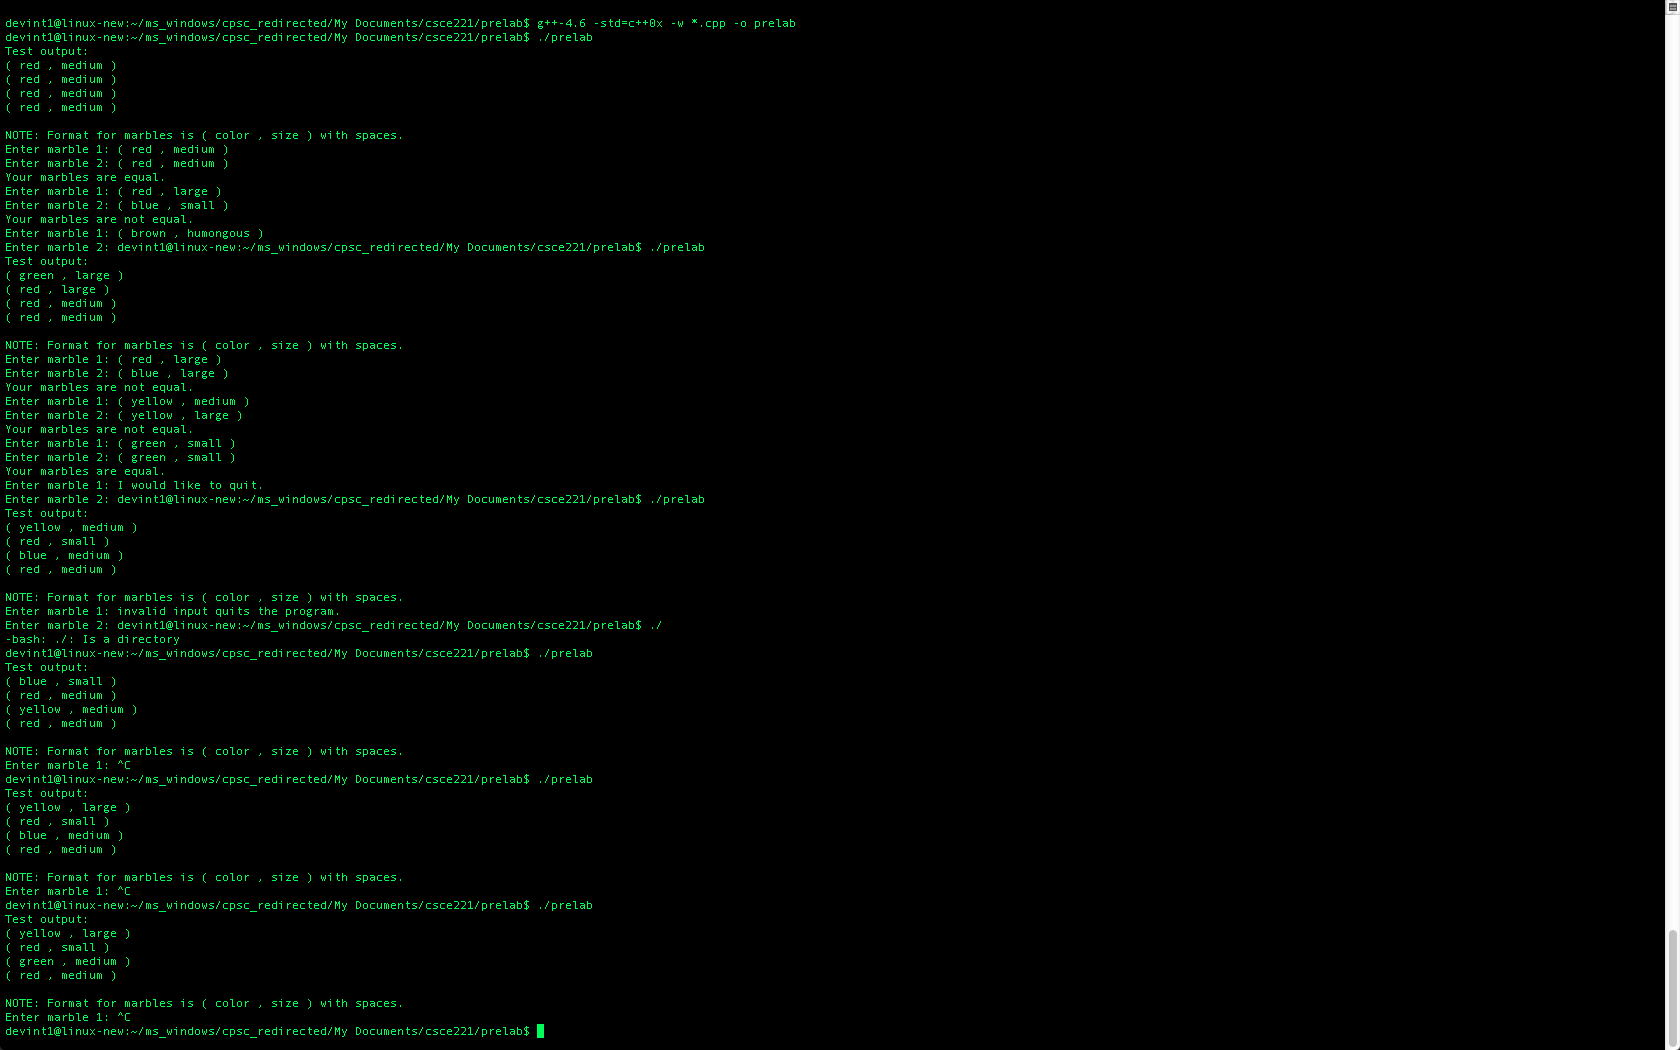 devint1@linux-new:~/ms_windows/cpsc_redirected/My Documents/csce221/prelab$ g++-4.6 -std=c++0x -w *.cpp -o prelab
devint1@linux-new:~/ms_windows/cpsc_redirected/My Documents/csce221/prelab$ ./prelab
Test output:
( red , medium )
( red , medium )
( red , medium )
( red , medium )
NOTE: Format for marbles is ( color , size ) with spaces.
Enter marble 1: ( red , medium )
Enter marble 2: ( red , medium )
Your marbles are equal.
Enter marble 1: ( red , large )
Enter marble 2: ( blue , small )
Your marbles are not equal.
Enter marble 1: ( brown , humongous )
Enter marble 2: devint1@linux-new:~/ms_windows/cpsc_redirected/My Documents/csce221/prelab$ ./prelab
Test output:
( green , large )
( red , large )
( red , medium )
( red , medium )
NOTE: Format for marbles is ( color , size ) with spaces.
Enter marble 1: ( red , large )
Enter marble 2: ( blue , large )
Your marbles are not equal.
Enter marble 1: ( yellow , medium )
Enter marble 2: ( yellow , large )
Your marbles are not equal.
Enter marble 1: ( green , small )
Enter marble 2: ( green , small )
Your marbles are equal.
Enter marble 1: I would like to quit.
Enter marble 2: devint1@linux-new:~/ms_windows/cpsc_redirected/My Documents/csce221/prelab$ ./prelab
Test output:
( yellow , medium )
( red , small )
( blue , medium )
( red , medium )
NOTE: Format for marbles is ( color , size ) with spaces.
Enter marble 1: invalid input quits the program.
Enter marble 2: devint1@linux-new:~/ms_windows/cpsc_redirected/My Documents/csce221/prelab$ ./
-bash: ./: Is a directory
devint1@linux-new:~/ms_windows/cpsc_redirected/My Documents/csce221/prelab$ ./prelab
Test output:
( blue , small )
( red , medium )
( yellow , medium )
( red , medium )
NOTE: Format for marbles is ( color , size ) with spaces.
Enter marble 1: ^C
devint1@linux-new:~/ms_windows/cpsc_redirected/My Documents/csce221/prelab$ ./prelab
Test output:
( yellow , large )
( red , small )
( blue , medium )
( red , medium )
NOTE: Format for marbles is ( color , size ) with spaces.
Enter marble 1: ^C
devint1@linux-new:~/ms_windows/cpsc_redirected/My Documents/csce221/prelab$ ./prelab
Test output:
( yellow , large )
( red , small )
( green , medium )
( red , medium )
NOTE: Format for marbles is ( color , size ) with spaces.
Enter marble 1: ^C
devint1@linux-new:~/ms_windows/cpsc_redirected/My Documents/csce221/prelab$